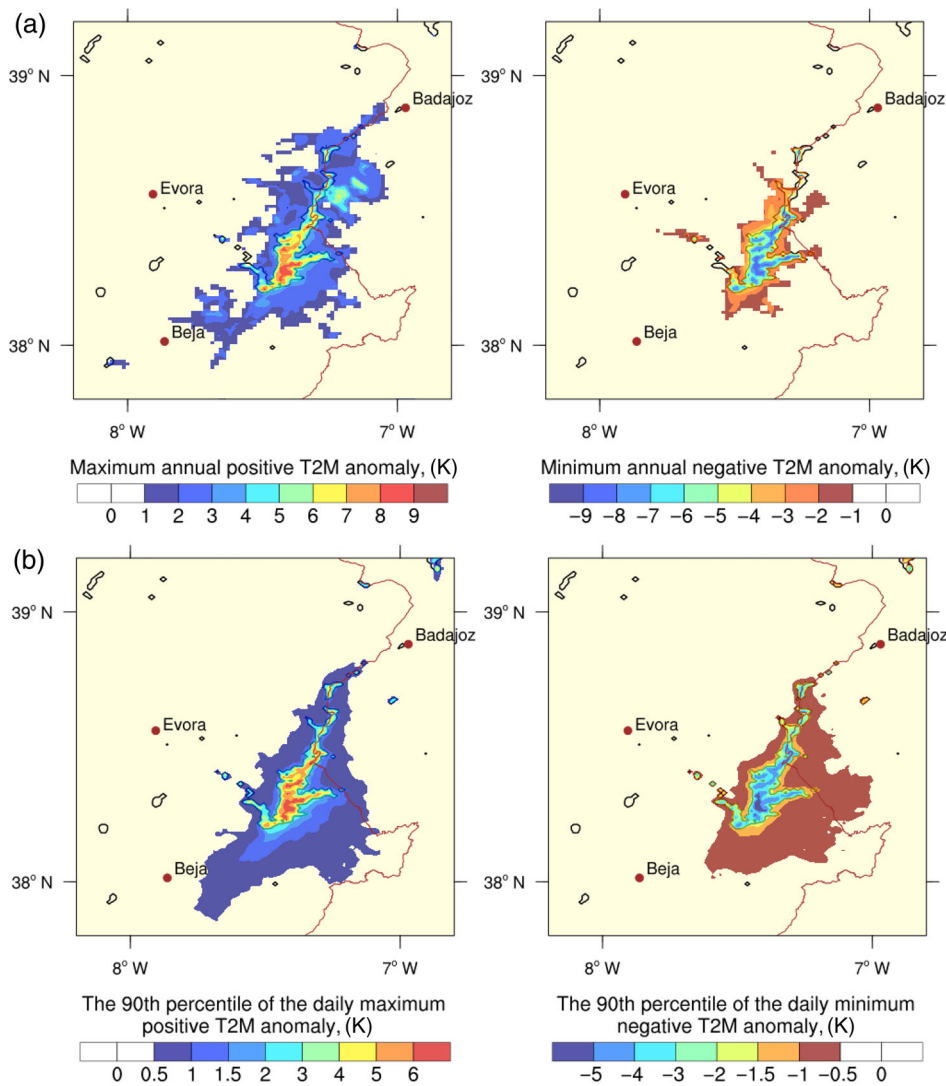 (a)
39° N
38° N
Badajoz
Evora
Beja
8° W
7° W
Maximum annual positive T2M anomaly, (K)
0 1 2 3 4 5 6 7 8 9
Badajoz
Evora
Beja
8° W
7° W
Minimum annual negative T2M anomaly, (K)
−9 −8 −7 −6 −5 −4 −3 −2 −1 0
(b)
39° N
38° N
Badajoz
Evora
Beja
8° W
7° W
The 90th percentile of the daily maximum
positive T2M anomaly, (K)
0 0.5 1 1.5 2 3 4 5 6
Badajoz
Evora
Beja
8° W
7° W
The 90th percentile of the daily minimum
negative T2M anomaly, (K)
−5 −4 −3 −2 −1.5 −1 −0.5 0